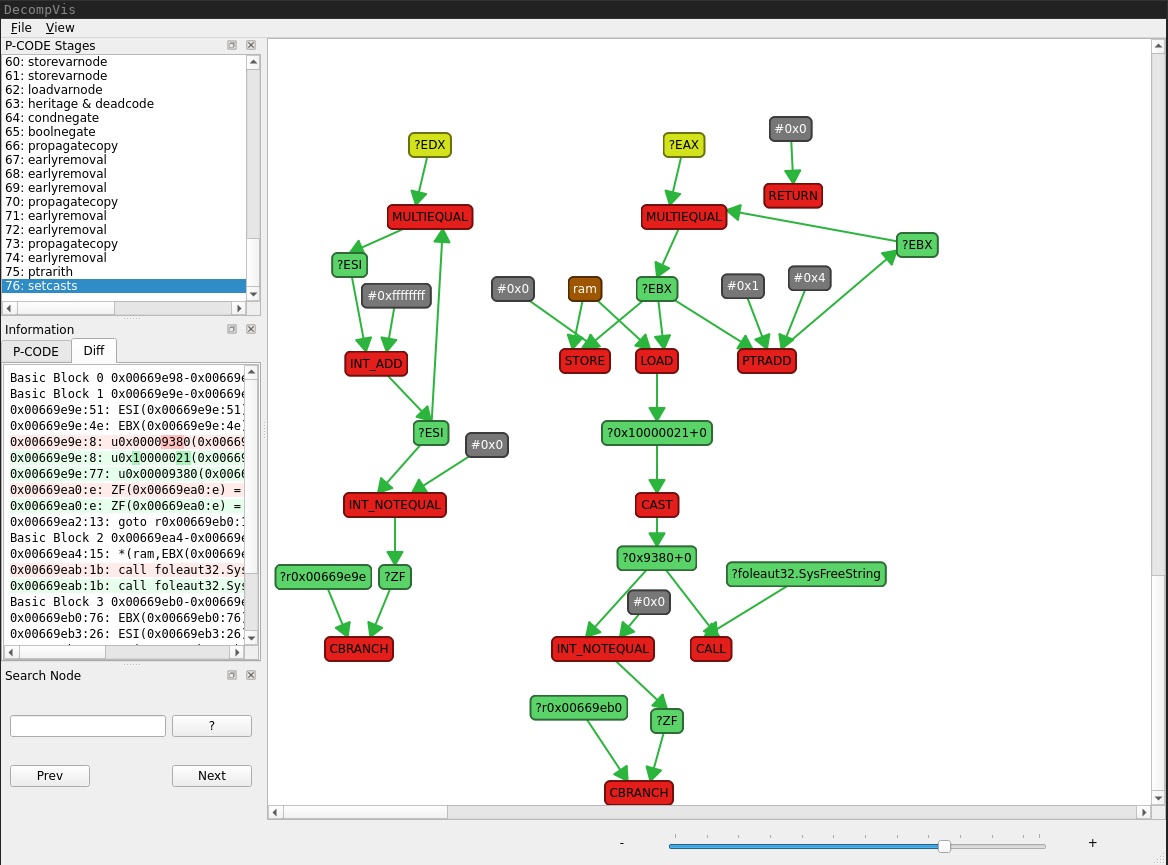 DecompVis
File View
P-CODE Stages
60: storevarnode
61: storevarnode
62: loadvarnode
63: heritage & deadcode
64: condnegate
65: boolnegate
66: propagatecopy
67: earlyremoval
68: earlyremoval
69: earlyremoval
70: propagatecopy
71: earlyremoval
72: earlyremoval
73: propagatecopy
74: earlyremoval
75: ptrarith
76: setcasts
Information
P-CODE Diff
Basic Block 0 0x00669e98-0x00669e
Basic Block 1 0x00669e9e-0x00669e
0x00669e9e:51: ESI(0x00669e9e:51)
0x00669e9e:4e: EBX(0x00669e9e:4e)
0x00669e9e:8: u0x00009380(0x00669
0x00669e9e:8: u0x10000021(0x00669
0x00669e9e:77: u0x00009380(0x0066
0x00669ea0:e: ZF(0x00669ea0:e) =
0x00669ea0:e: ZF(0x00669ea0:e) =
0x00669ea2:13: goto r0x00669eb0:
Basic Block 2 0x00669ea4-0x00669e
0x00669ea4:15: *(ram,EBX(0x00669e
0x00669eab:1b: call foleaut32.Sys
0x00669eab:1b: call foleaut32.Sys
Basic Block 3 0x00669eb0-0x00669e
0x00669eb0:76: EBX(0x00669eb0:76)
0x00669eb3:26: ESI(0x00669eb3:26)
Search Node
?
Prev Next
#0x0
?EDX ?EAX
RETURN
MULTIEQUAL MULTIEQUAL
?EBX
?ESI
#0x4
#0x1
#0x0 ram ?EBX
#0xffffffff
STORE LOAD PTRADD
INT_ADD
?ESI ?0x10000021+0
#0x0
INT_NOTEQUAL CAST
?0x9380+0
?foleaut32.SysFreeString
?r0x00669e9e ?ZF
#0x0
CBRANCH INT_NOTEQUAL CALL
?r0x00669eb0
?ZF
CBRANCH
- +